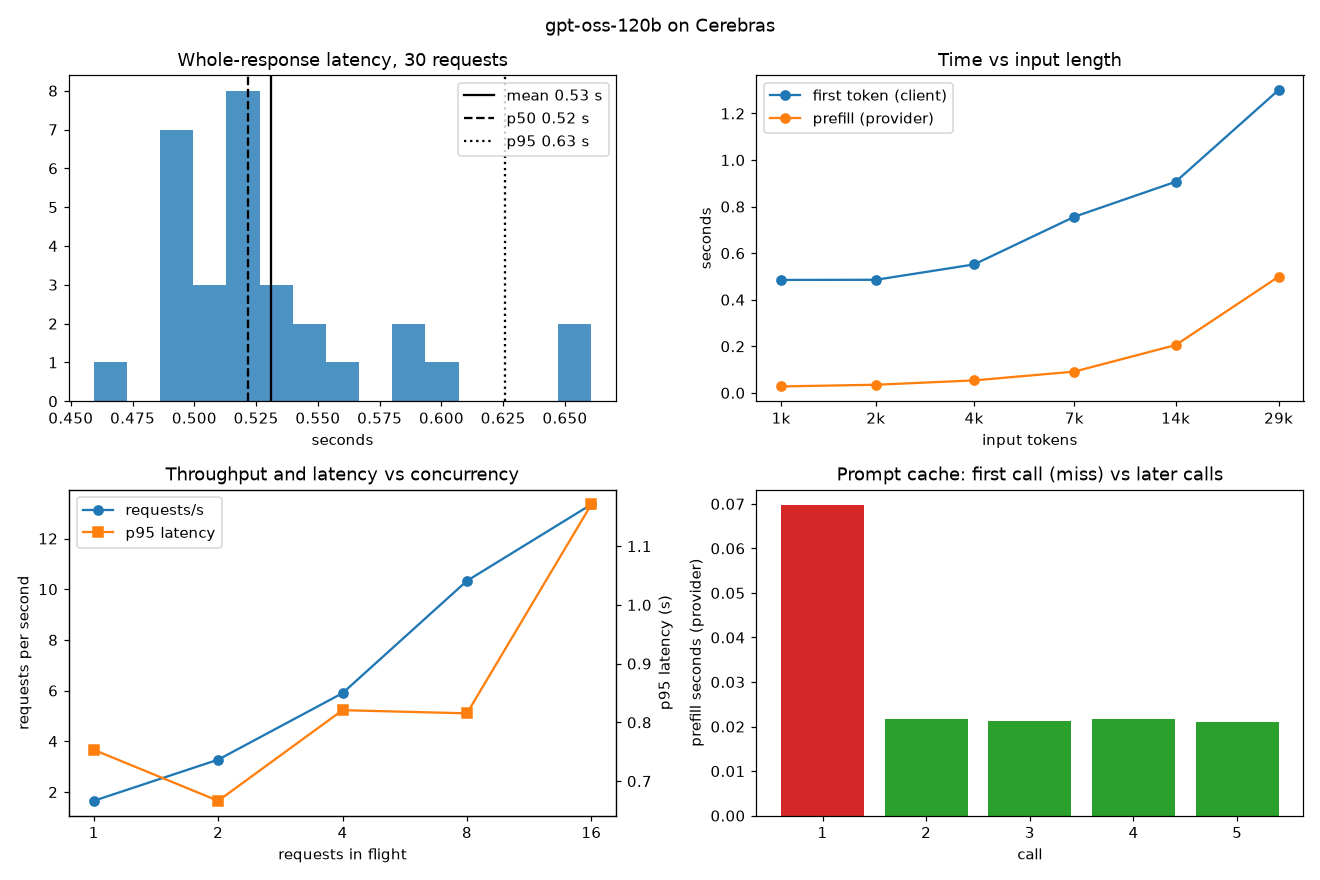 gpt-oss-120b on Cerebras
Whole-response latency, 30 requests
mean 0.53 s
p50 0.52 s
p95 0.63 s
8
7
6
5
4
3
2
1
0
0.450 0.475 0.500 0.525 0.550 0.575 0.600 0.625 0.650
seconds
Time vs input length
first token (client)
prefill (provider)
seconds
1.2
1.0
0.8
0.6
0.4
0.2
0.0
1k 2k 4k 7k 14k 29k
input tokens
Throughput and latency vs concurrency
requests/s
p95 latency
requests per second
12
10
8
6
4
2
1.1
1.0
0.9
0.8
0.7
p95 latency (s)
1 2 4 8 16
requests in flight
Prompt cache: first call (miss) vs later calls
prefill seconds (provider)
0.07
0.06
0.05
0.04
0.03
0.02
0.01
0.00
1 2 3 4 5
call